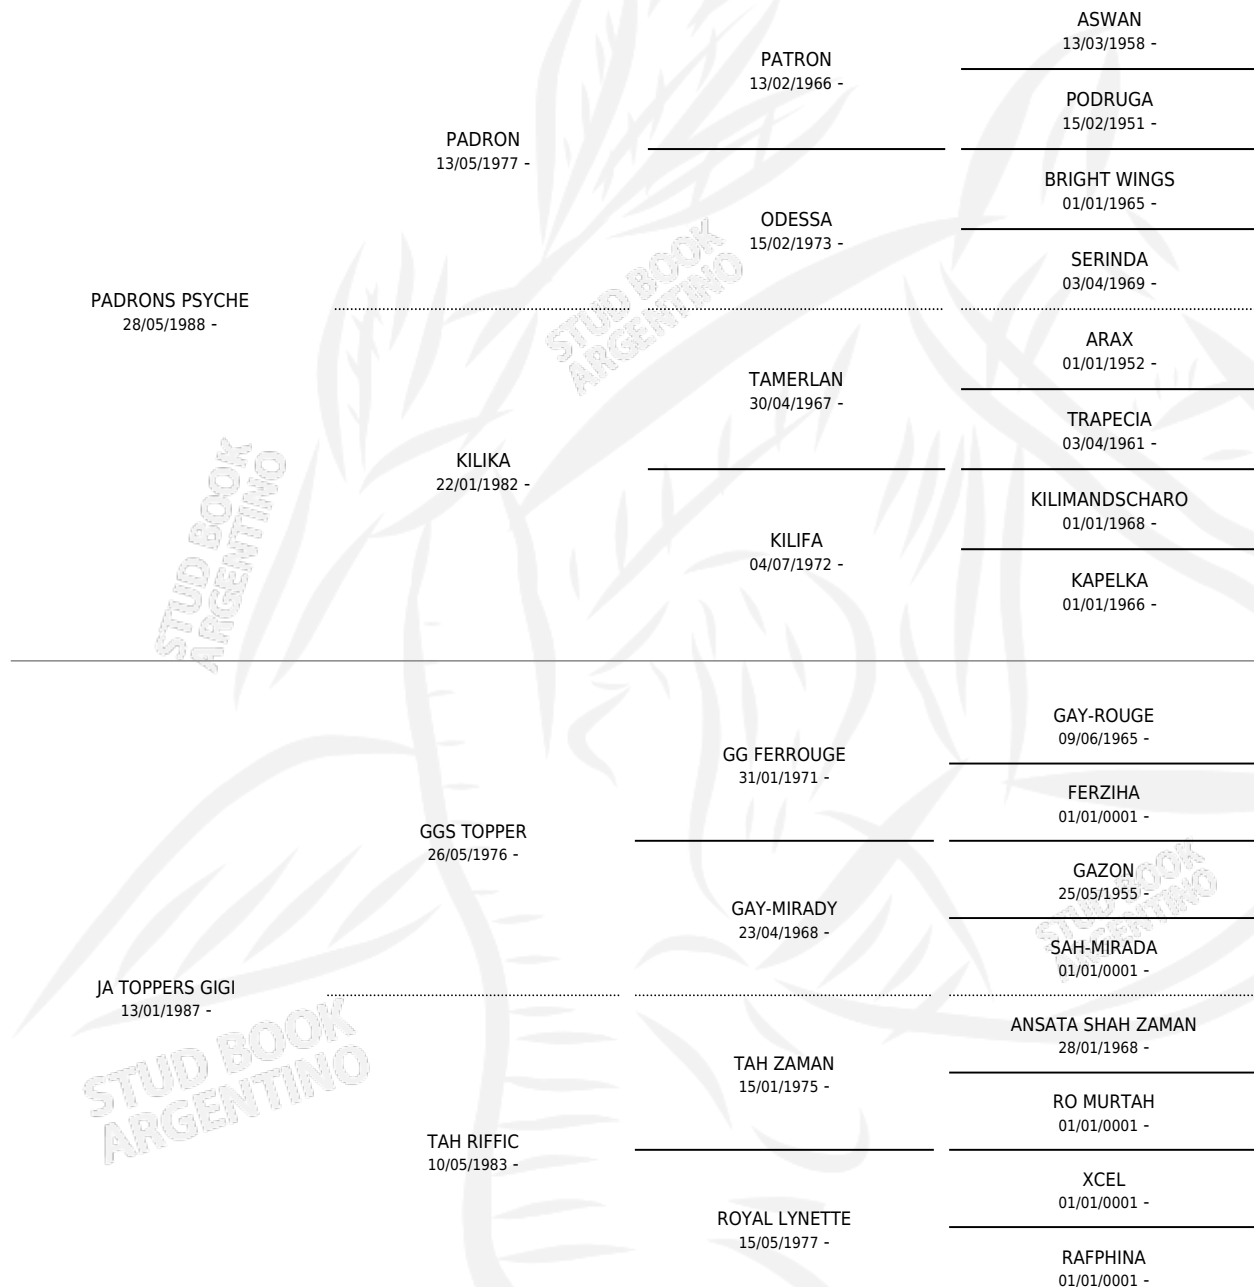 ASWAN
13/03/1958 -
PATRON
13/02/1966 -
PODRUGA
15/02/1951 -
PADRON
13/05/1977 -
BRIGHT WINGS
01/01/1965 -
ODESSA
15/02/1973 -
SERINDA
03/04/1969 -
PADRONS PSYCHE
28/05/1988 -
ARAX
01/01/1952 -
TAMERLAN
30/04/1967 -
TRAPECIA
03/04/1961 -
KILIKA
22/01/1982 -
KILIMANDSCHARO
01/01/1968 -
KILIFA
04/07/1972 -
KAPELKA
01/01/1966 -
GAY-ROUGE
09/06/1965 -
GG FERROUGE
31/01/1971 -
FERZIHA
01/01/0001 -
GGS TOPPER
26/05/1976 -
GAZON
25/05/1955 -
GAY-MIRADY
23/04/1968 -
SAH-MIRADA
01/01/0001 -
JA TOPPERS GIGI
13/01/1987 -
ANSATA SHAH ZAMAN
28/01/1968 -
TAH ZAMAN
15/01/1975 -
RO MURTAH
01/01/0001 -
TAH RIFFIC
10/05/1983 -
XCEL
01/01/0001 -
ROYAL LYNETTE
15/05/1977 -
RAFPHINA
01/01/0001 -
STUD BOOK
ARGENTINO
STUD BOOK
ARGENTINO
STUD BOOK
ARGENTINO
STUD BOOK
ARGENTINO